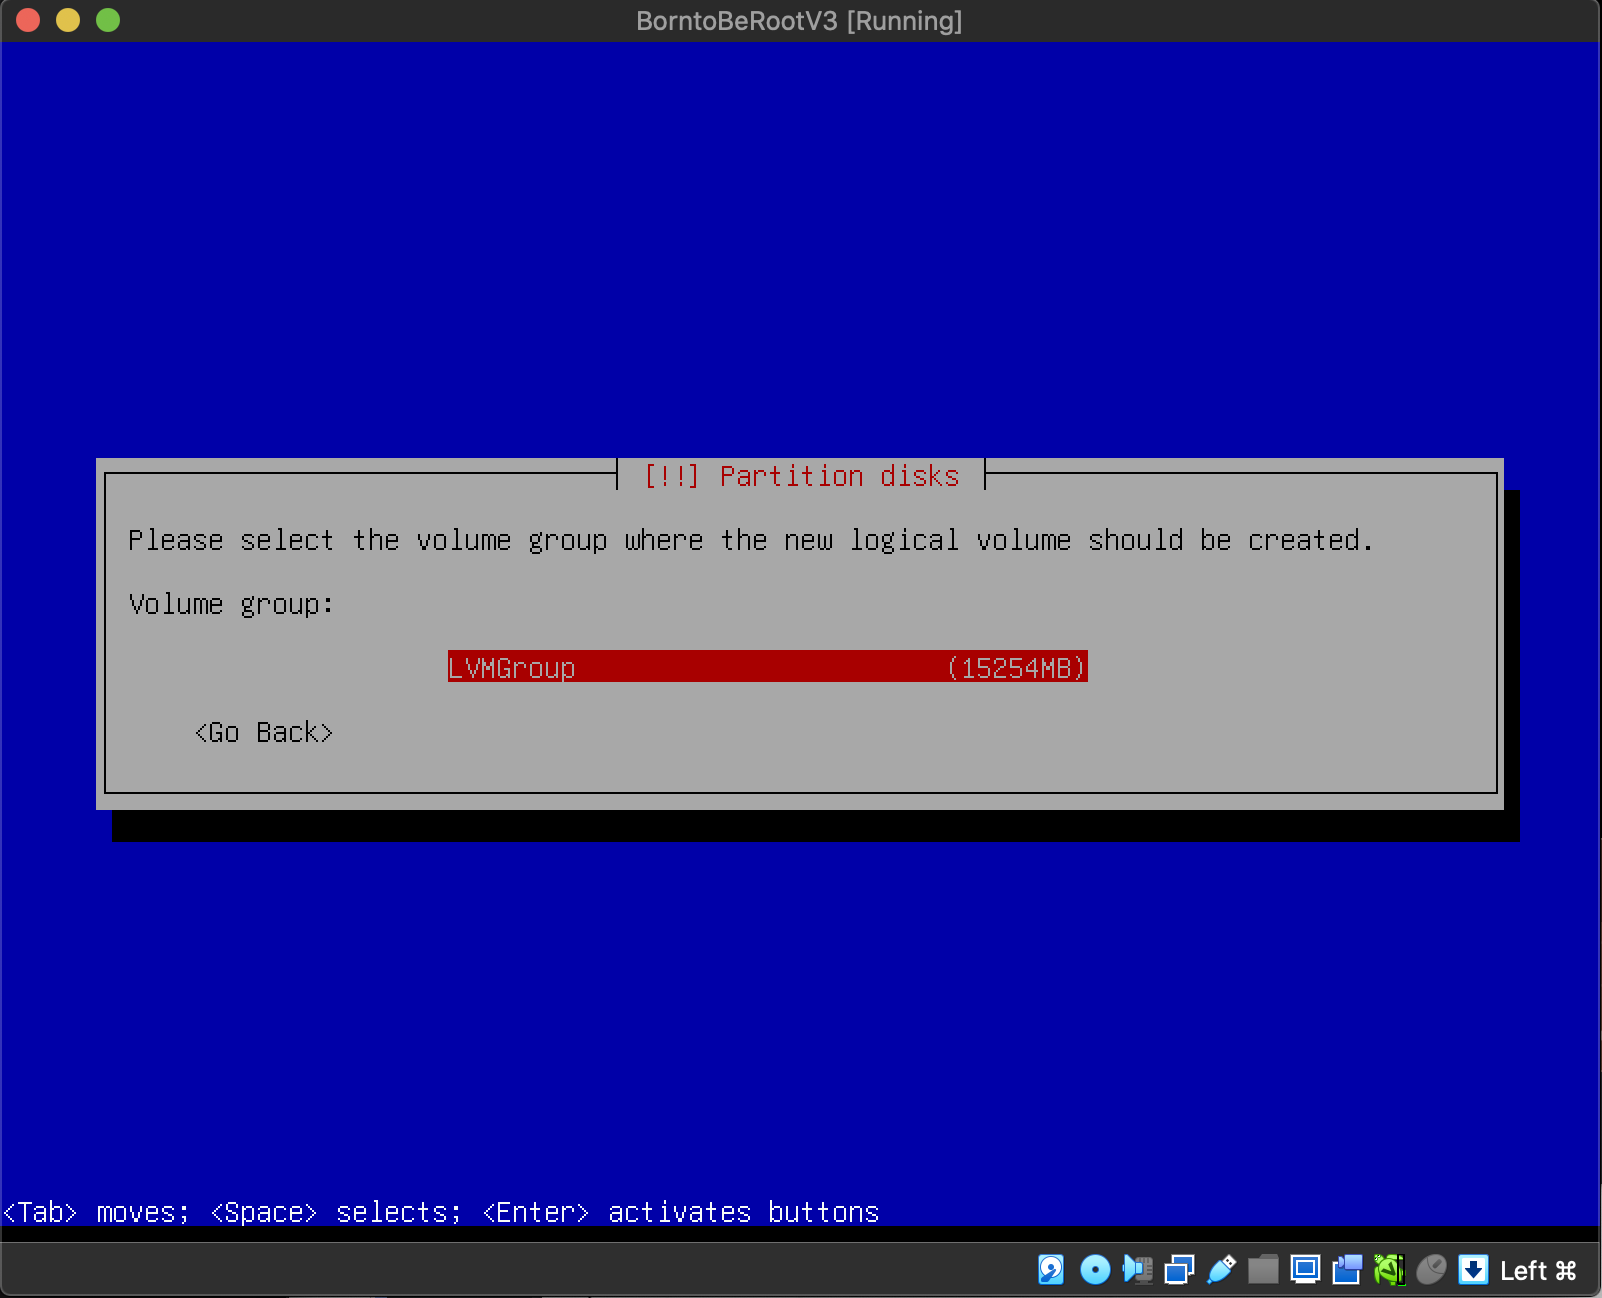 BorntoBeRootV3 [Running]
[!!] Partition disks
Please select the volume group where the new logical volume should be created.
Volume group:
LVMGroup (15254MB)
<Go Back>
<Tab> moves; <Space> selects; <Enter> activates buttons
Left ⌘